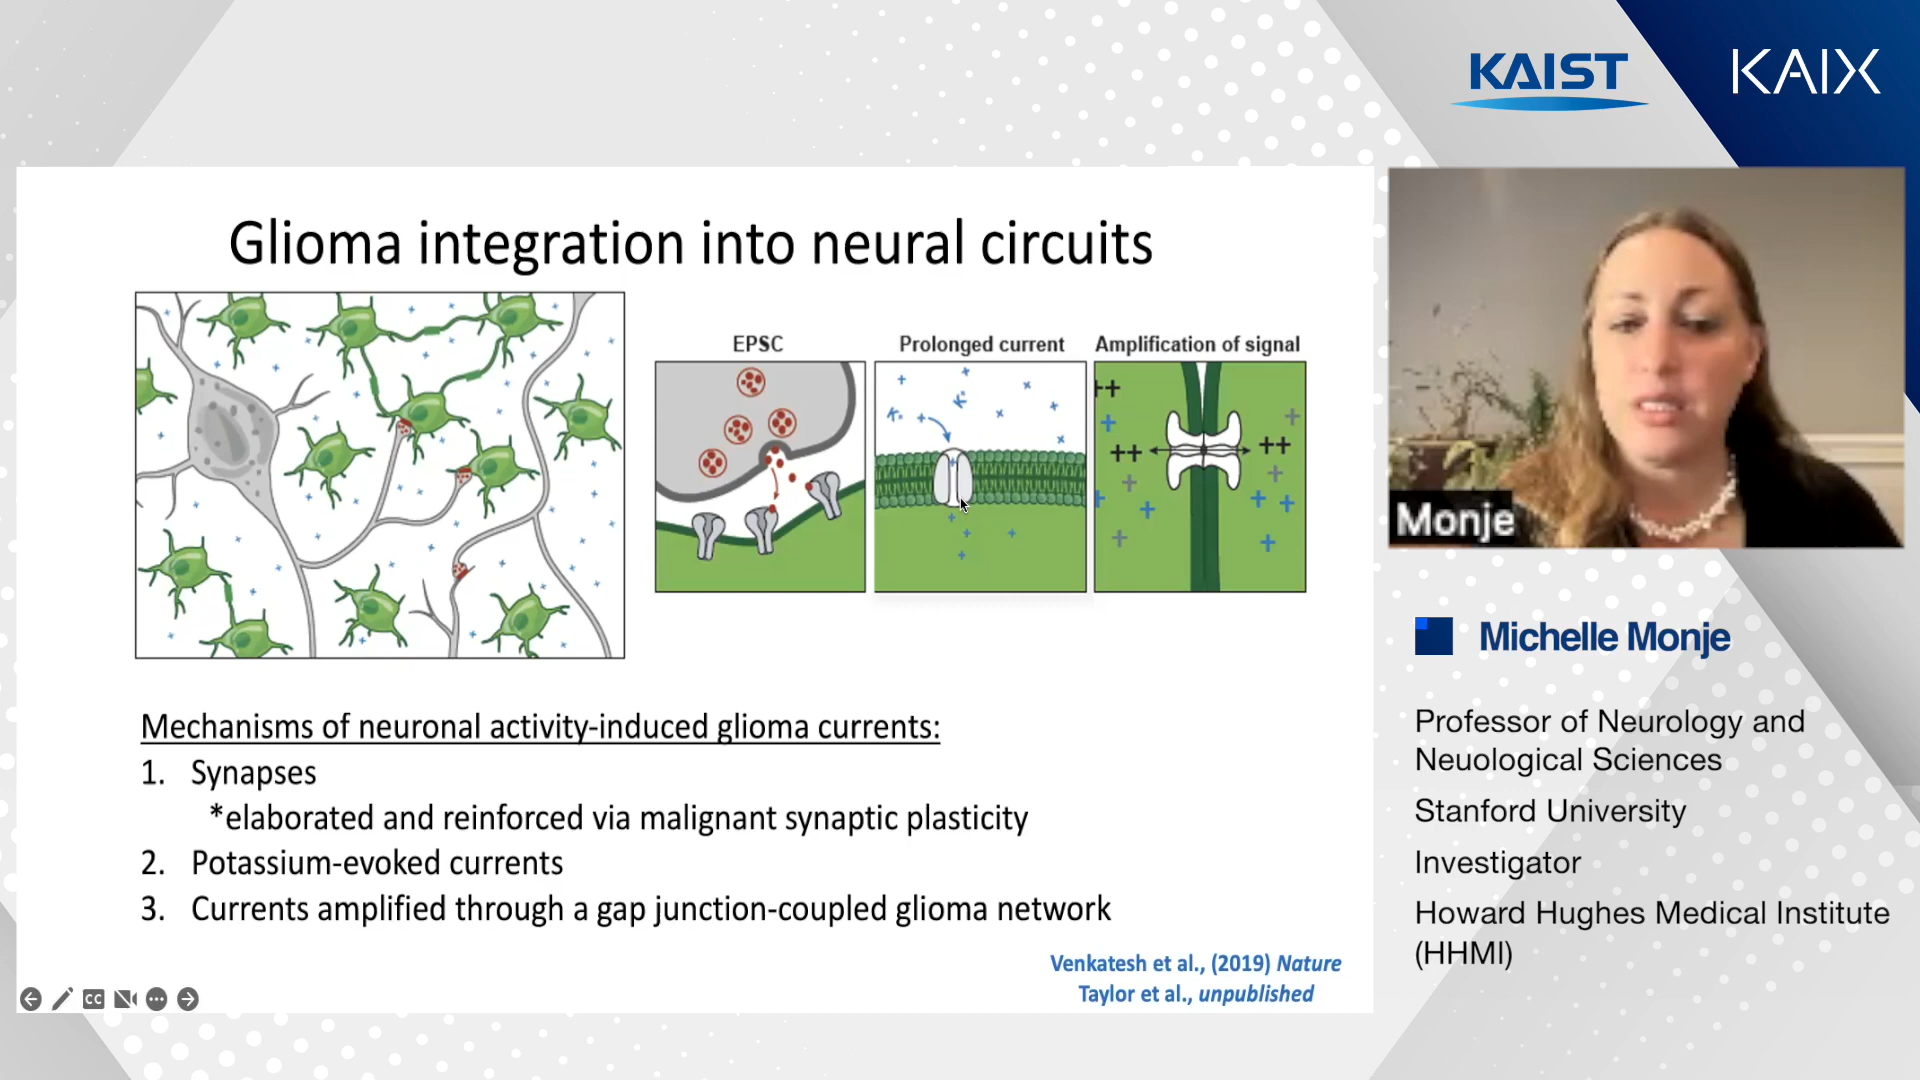 KAIST
KAIX
Glioma integration into neural circuits
EPSC
Prolonged current
Amplification of signal
K⁺
K⁺
++
++
++
Monje
Michelle Monje
Professor of Neurology and
Neuological Sciences
Stanford University
Investigator
Howard Hughes Medical Institute
(HHMI)
Mechanisms of neuronal activity-induced glioma currents:
1. Synapses
*elaborated and reinforced via malignant synaptic plasticity
2. Potassium-evoked currents
3. Currents amplified through a gap junction-coupled glioma network
Venkatesh et al., (2019) Nature
Taylor et al., unpublished
CC